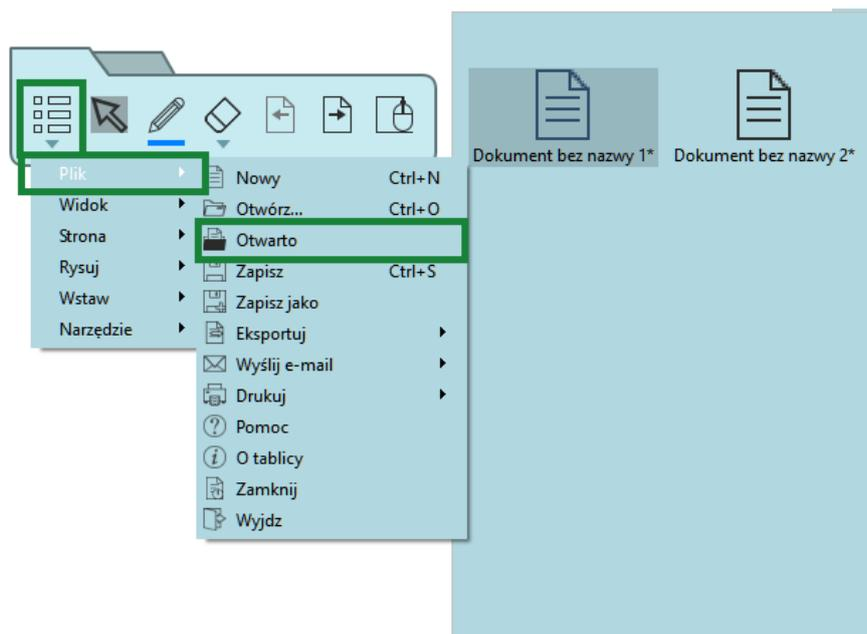 Dokument bez nazwy 1*
Dokument bez nazwy 2*
Plik
Widok
Strona
Rysuj
Wstaw
Narzędzie
Nowy Ctrl+N
Otwórz... Ctrl+O
Otwarto
Zapisz Ctrl+S
Zapisz jako
Eksportuj
Wyślij e-mail
Drukuj
Pomoc
O tablicy
Zamknij
Wyjdz